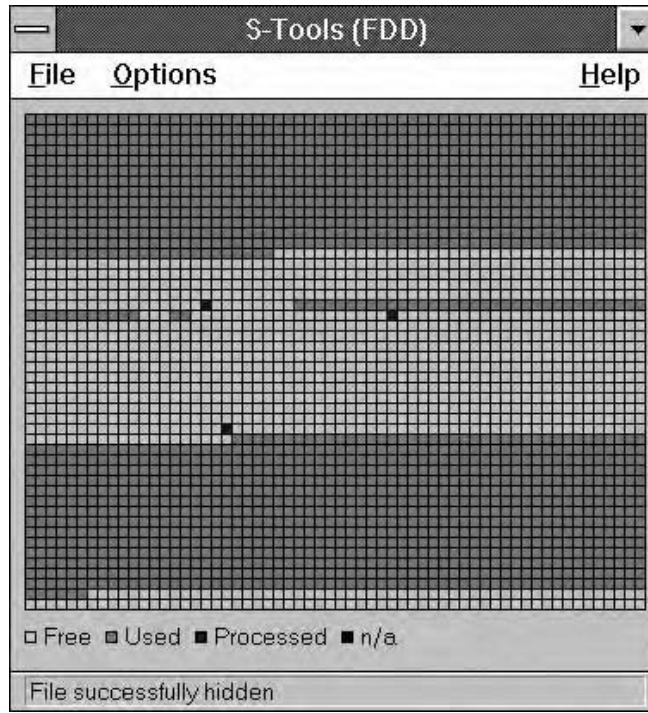 S-Tools (FDD)
File Options Help
Free Used Processed n/a
File successfully hidden